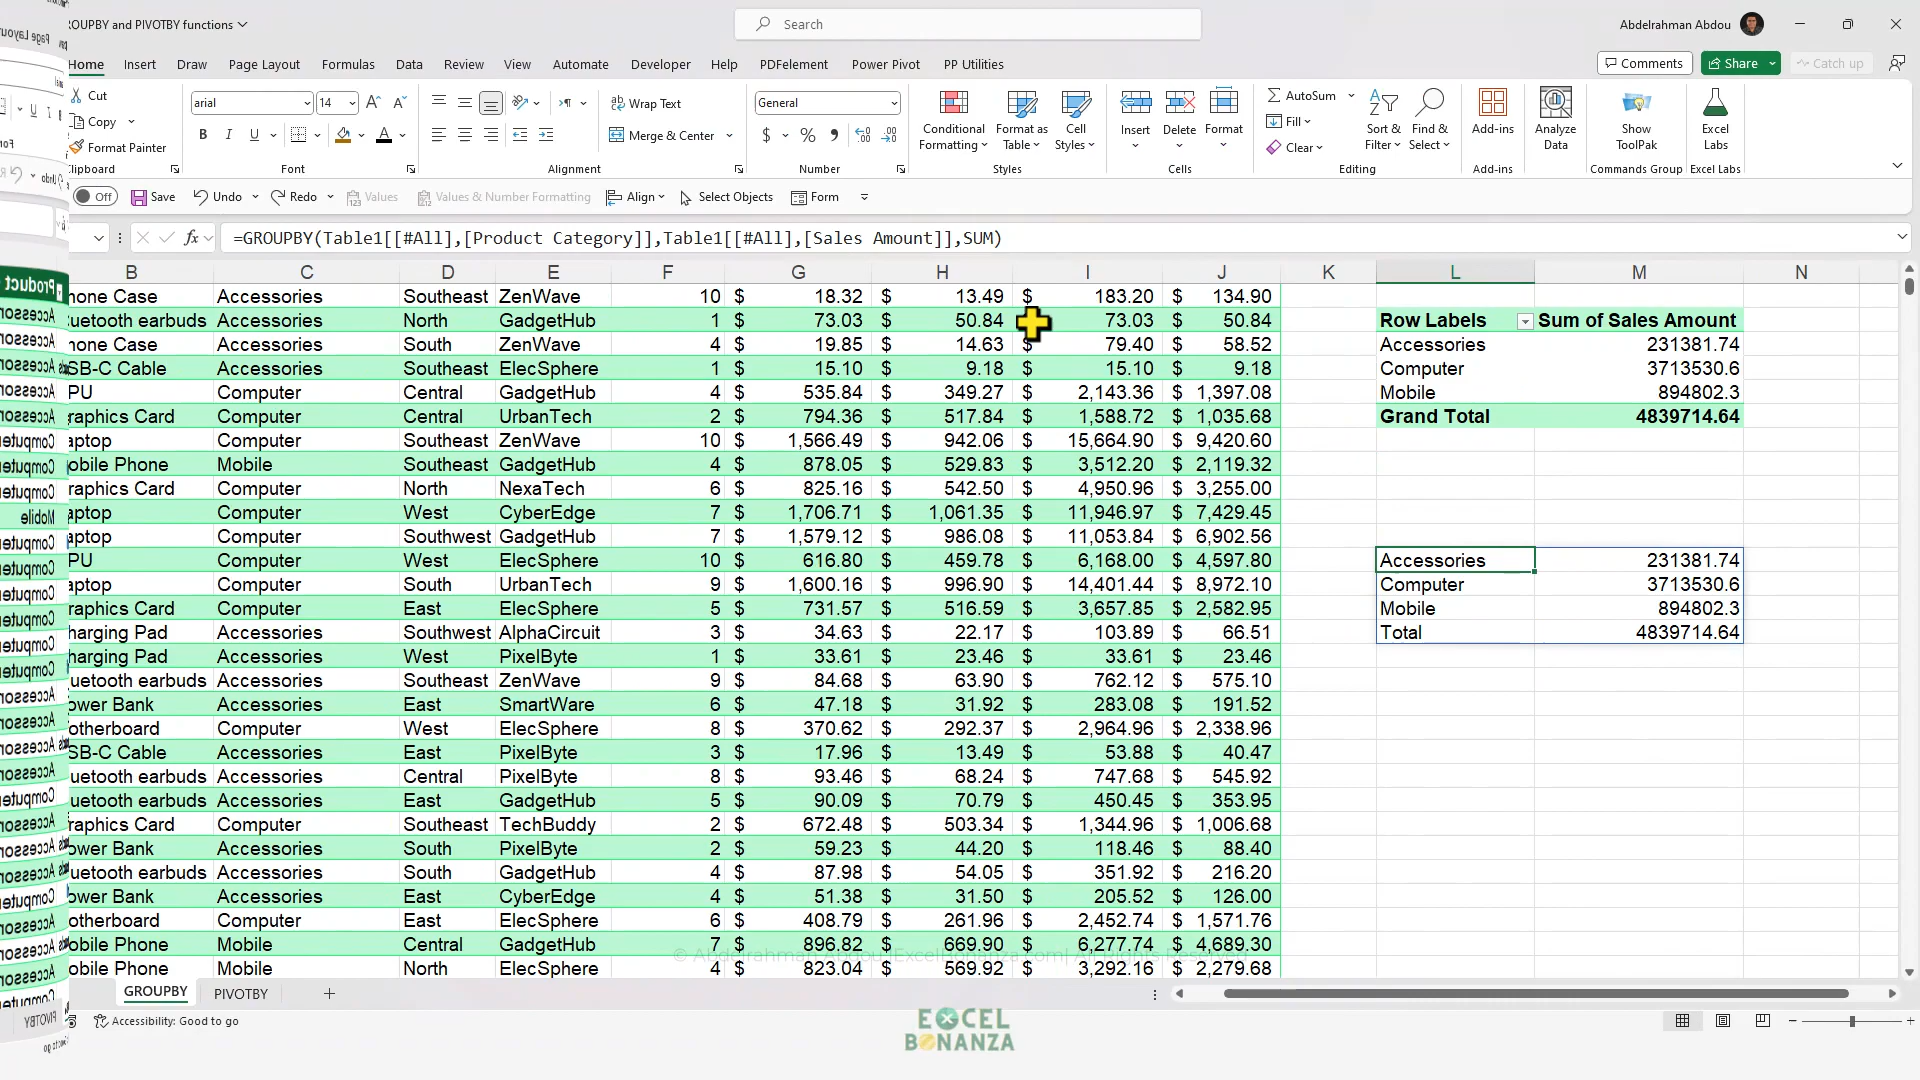 ROUPBY and PIVOTBY functions
Search
Abdelrahman Abdou
Home Insert Draw Page Layout Formulas Data Review View Automate Developer Help PDFelement Power Pivot PP Utilities
Comments Share Catch up
Cut
Copy
Format Painter
lipboard
arial 14
B I U
Font
Wrap Text
Merge & Center
Alignment
General
$ %
Number
Conditional Formatting
Format as Table
Cell Styles
Styles
Insert Delete Format
Cells
AutoSum
Fill
Clear
Sort & Filter
Find & Select
Editing
Add-ins
Add-ins
Analyze Data
Show ToolPak
Commands Group
Excel Labs
Excel Labs
Off Save Undo Redo Values Values & Number Formatting Align Select Objects Form
fx =GROUPBY(Table1[[#All],[Product Category]],Table1[[#All],[Sales Amount]],SUM)
B C D E F G H I J K L M N
hone Case Accessories Southeast ZenWave 10 $ 18.32 $ 13.49 $ 183.20 $ 134.90
uetooth earbuds Accessories North GadgetHub 1 $ 73.03 $ 50.84 73.03 $ 50.84
hone Case Accessories South ZenWave 4 $ 19.85 $ 14.63 $ 79.40 $ 58.52
SB-C Cable Accessories Southeast ElecSphere 1 $ 15.10 $ 9.18 $ 15.10 $ 9.18
PU Computer Central GadgetHub 4 $ 535.84 $ 349.27 $ 2,143.36 $ 1,397.08
raphics Card Computer Central UrbanTech 2 $ 794.36 $ 517.84 $ 1,588.72 $ 1,035.68
aptop Computer Southeast ZenWave 10 $ 1,566.49 $ 942.06 $ 15,664.90 $ 9,420.60
obile Phone Mobile Southeast GadgetHub 4 $ 878.05 $ 529.83 $ 3,512.20 $ 2,119.32
raphics Card Computer North NexaTech 6 $ 825.16 $ 542.50 $ 4,950.96 $ 3,255.00
aptop Computer West CyberEdge 7 $ 1,706.71 $ 1,061.35 $ 11,946.97 $ 7,429.45
aptop Computer Southwest GadgetHub 7 $ 1,579.12 $ 986.08 $ 11,053.84 $ 6,902.56
PU Computer West ElecSphere 10 $ 616.80 $ 459.78 $ 6,168.00 $ 4,597.80
aptop Computer South UrbanTech 9 $ 1,600.16 $ 996.90 $ 14,401.44 $ 8,972.10
raphics Card Computer East ElecSphere 5 $ 731.57 $ 516.59 $ 3,657.85 $ 2,582.95
harging Pad Accessories Southwest AlphaCircuit 3 $ 34.63 $ 22.17 $ 103.89 $ 66.51
harging Pad Accessories West PixelByte 1 $ 33.61 $ 23.46 $ 33.61 $ 23.46
uetooth earbuds Accessories Southeast ZenWave 9 $ 84.68 $ 63.90 $ 762.12 $ 575.10
ower Bank Accessories East SmartWare 6 $ 47.18 $ 31.92 $ 283.08 $ 191.52
otherboard Computer West ElecSphere 8 $ 370.62 $ 292.37 $ 2,964.96 $ 2,338.96
SB-C Cable Accessories East PixelByte 3 $ 17.96 $ 13.49 $ 53.88 $ 40.47
uetooth earbuds Accessories Central PixelByte 8 $ 93.46 $ 68.24 $ 747.68 $ 545.92
uetooth earbuds Accessories East GadgetHub 5 $ 90.09 $ 70.79 $ 450.45 $ 353.95
raphics Card Computer Southeast TechBuddy 2 $ 672.48 $ 503.34 $ 1,344.96 $ 1,006.68
ower Bank Accessories South PixelByte 2 $ 59.23 $ 44.20 $ 118.46 $ 88.40
uetooth earbuds Accessories South GadgetHub 4 $ 87.98 $ 54.05 $ 351.92 $ 216.20
ower Bank Accessories East CyberEdge 4 $ 51.38 $ 31.50 $ 205.52 $ 126.00
otherboard Computer East ElecSphere 6 $ 408.79 $ 261.96 $ 2,452.74 $ 1,571.76
obile Phone Mobile Central GadgetHub 7 $ 896.82 $ 669.90 $ 6,277.74 $ 4,689.30
obile Phone Mobile North ElecSphere 4 $ 823.04 $ 569.92 $ 3,292.16 $ 2,279.68
Row Labels Sum of Sales Amount
Accessories 231381.74
Computer 3713530.6
Mobile 894802.3
Grand Total 4839714.64
Accessories 231381.74
Computer 3713530.6
Mobile 894802.3
Total 4839714.64
© Abdelrahman Abdou |ExcelBonanza.com| All Rights Reserved
GROUPBY PIVOTBY
Accessibility: Good to go
EXCEL
BONANZA